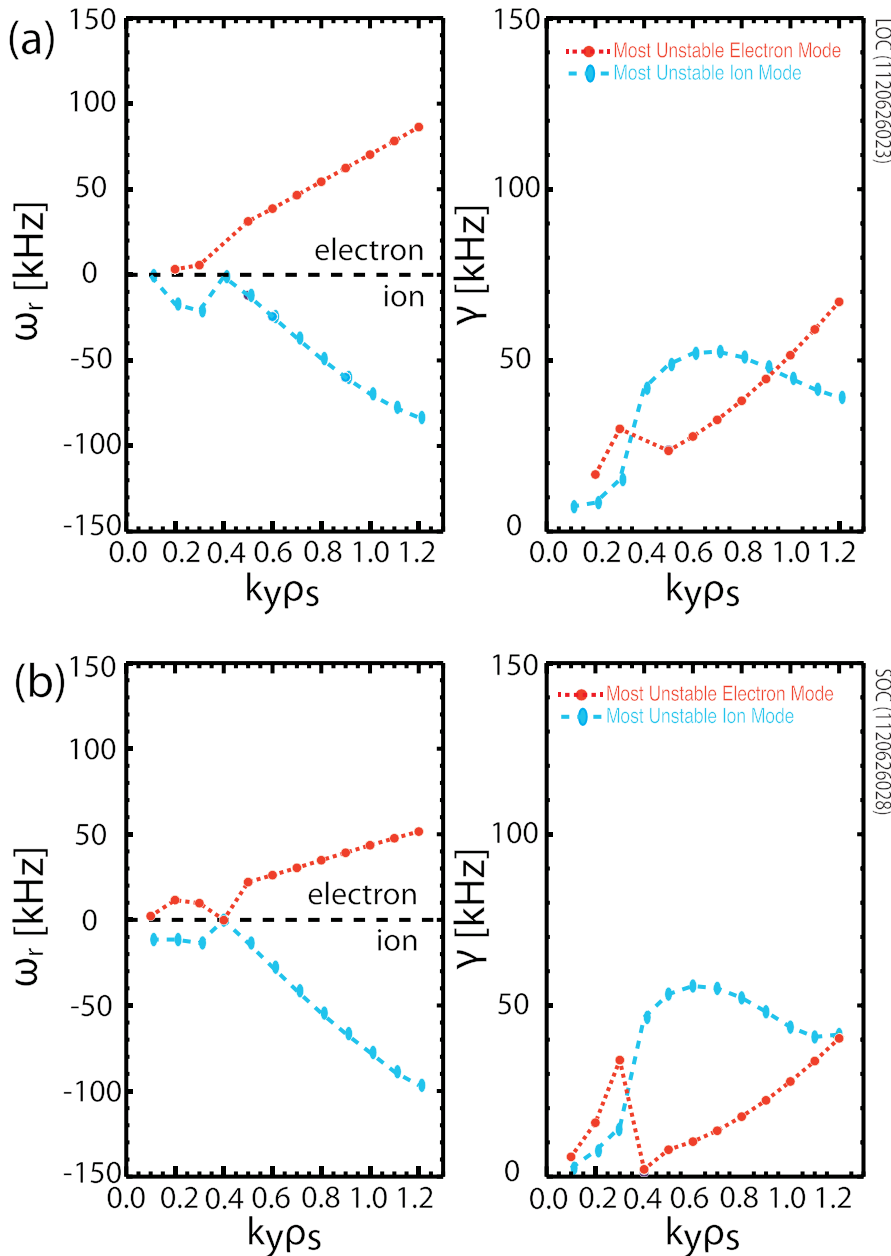 (a)
150
100
50
0
-50
-100
-150
ωr [kHz]
electron
ion
0.0 0.2 0.4 0.6 0.8 1.0 1.2
kyρs
150
100
50
0
γ [kHz]
Most Unstable Electron Mode
Most Unstable Ion Mode
0.0 0.2 0.4 0.6 0.8 1.0 1.2
kyρs
LOC (1120626023)
(b)
150
100
50
0
-50
-100
-150
ωr [kHz]
electron
ion
0.0 0.2 0.4 0.6 0.8 1.0 1.2
kyρs
150
100
50
0
γ [kHz]
Most Unstable Electron Mode
Most Unstable Ion Mode
0.0 0.2 0.4 0.6 0.8 1.0 1.2
kyρs
SOC (1120626028)